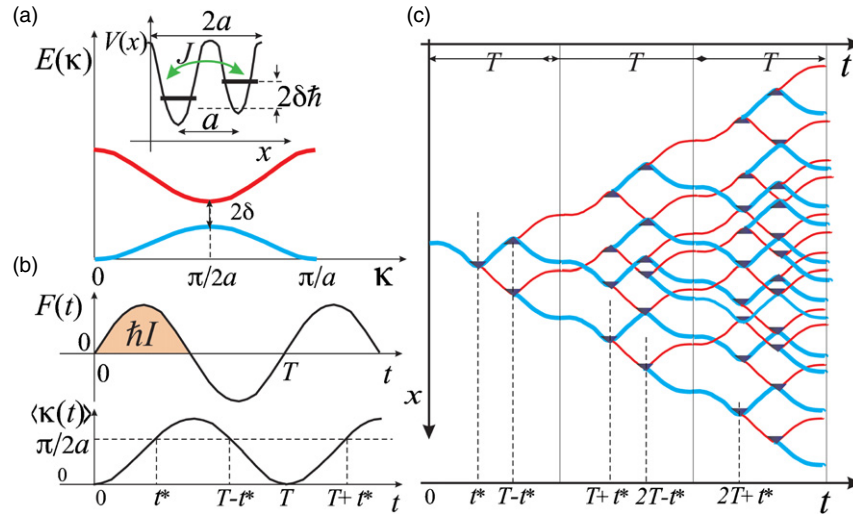 (a)
2a
V(x)
J
E(κ)
2δħ
a
x
2δ
0
π/2a
π/a
κ
(b)
F(t)
0
ħI
0
T
t
⟨κ(t)⟩
π/2a
0
0
t*
T-t*
T
T+ t*
t
(c)
t
T
T
T
x
0
t*
T-t*
T+ t*
2T-t*
2T+ t*
t